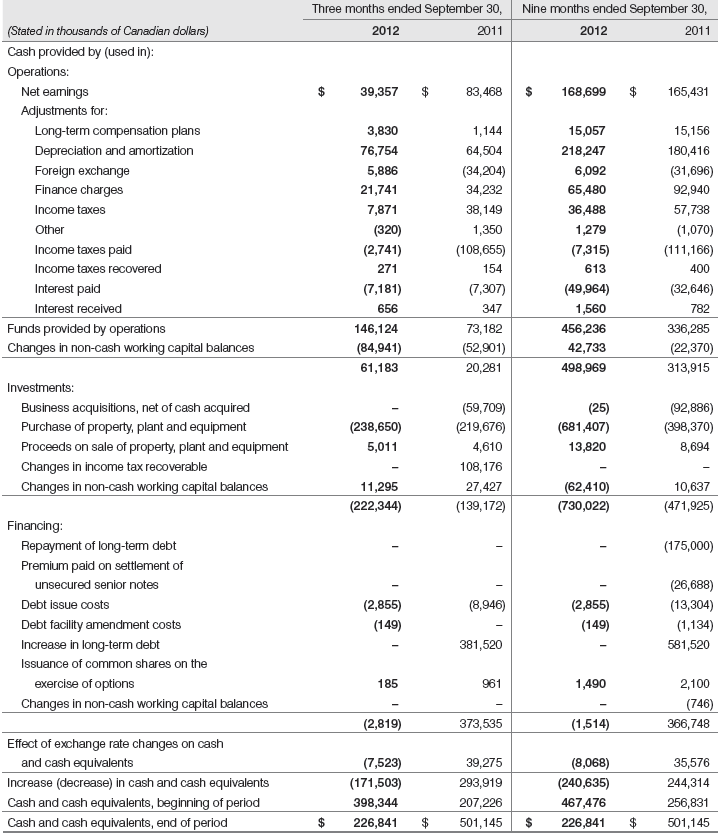 Three months ended September 30, Nine months ended September 30,
(Stated in thousands of Canadian dollars) 2012 2011 2012 2011
Cash provided by (used in):
Operations:
Net earnings $ 39,357 $ 83,468 $ 168,699 $ 165,431
Adjustments for:
Long-term compensation plans 3,830 1,144 15,057 15,156
Depreciation and amortization 76,754 64,504 218,247 180,416
Foreign exchange 5,886 (34,204) 6,092 (31,696)
Finance charges 21,741 34,232 65,480 92,940
Income taxes 7,871 38,149 36,488 57,738
Other (320) 1,350 1,279 (1,070)
Income taxes paid (2,741) (108,655) (7,315) (111,166)
Income taxes recovered 271 154 613 400
Interest paid (7,181) (7,307) (49,964) (32,646)
Interest received 656 347 1,560 782
Funds provided by operations 146,124 73,182 456,236 336,285
Changes in non-cash working capital balances (84,941) (52,901) 42,733 (22,370)
61,183 20,281 498,969 313,915
Investments:
Business acquisitions, net of cash acquired – (59,709) (25) (92,886)
Purchase of property, plant and equipment (238,650) (219,676) (681,407) (398,370)
Proceeds on sale of property, plant and equipment 5,011 4,610 13,820 8,694
Changes in income tax recoverable – 108,176 – –
Changes in non-cash working capital balances 11,295 27,427 (62,410) 10,637
(222,344) (139,172) (730,022) (471,925)
Financing:
Repayment of long-term debt – – – (175,000)
Premium paid on settlement of
unsecured senior notes – – – (26,688)
Debt issue costs (2,855) (8,946) (2,855) (13,304)
Debt facility amendment costs (149) – (149) (1,134)
Increase in long-term debt – 381,520 – 581,520
Issuance of common shares on the
exercise of options 185 961 1,490 2,100
Changes in non-cash working capital balances – – – (746)
(2,819) 373,535 (1,514) 366,748
Effect of exchange rate changes on cash
and cash equivalents (7,523) 39,275 (8,068) 35,576
Increase (decrease) in cash and cash equivalents (171,503) 293,919 (240,635) 244,314
Cash and cash equivalents, beginning of period 398,344 207,226 467,476 256,831
Cash and cash equivalents, end of period $ 226,841 $ 501,145 $ 226,841 $ 501,145